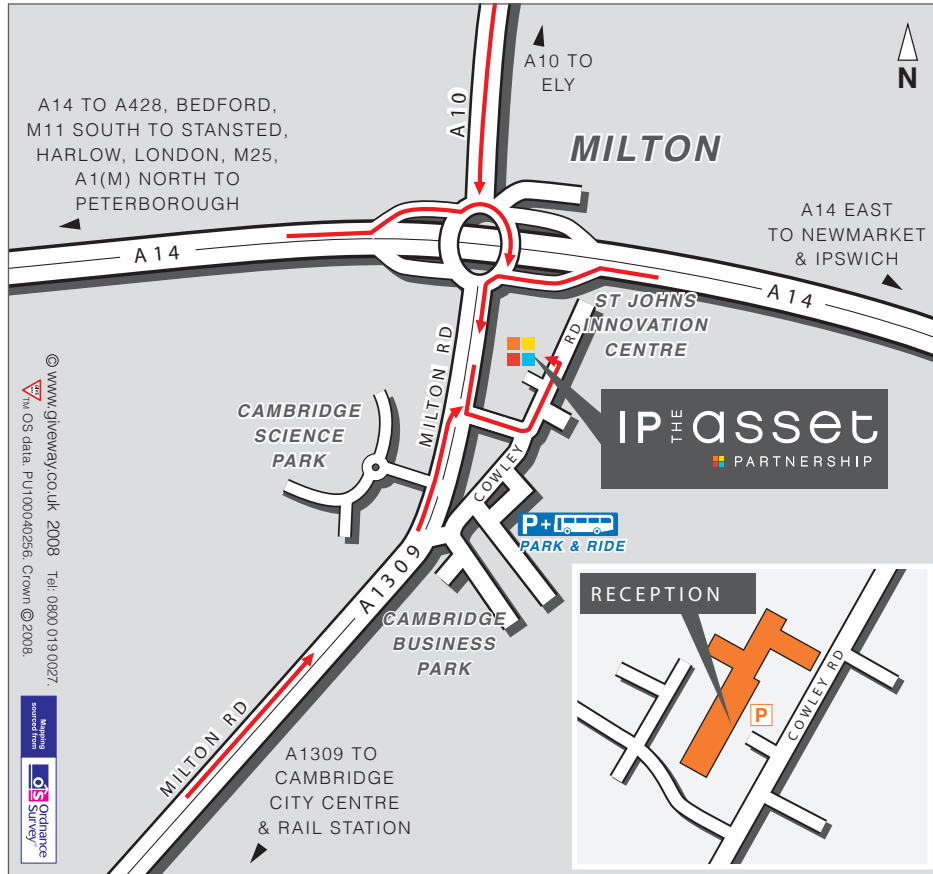 A10 TO
ELY
N
A14 TO A428, BEDFORD,
M11 SOUTH TO STANSTED,
HARLOW, LONDON, M25,
A1(M) NORTH TO
PETERBOROUGH
A10
MILTON
A14 EAST
TO NEWMARKET
& IPSWICH
A14
A14
ST JOHNS
INNOVATION
CENTRE
RD
MILTON RD
CAMBRIDGE
SCIENCE
PARK
IP THE asset
PARTNERSHIP
COWLEY
P+
PARK & RIDE
A1309
CAMBRIDGE
BUSINESS
PARK
MILTON RD
A1309 TO
CAMBRIDGE
CITY CENTRE
& RAIL STATION
RECEPTION
P
COWLEY RD
© www.giveway.co.uk 2008 Tel: 0800 019 0027.
TM OS data. PU100040256. Crown © 2008.
Mapping
sourced from
OS Ordnance
Survey®